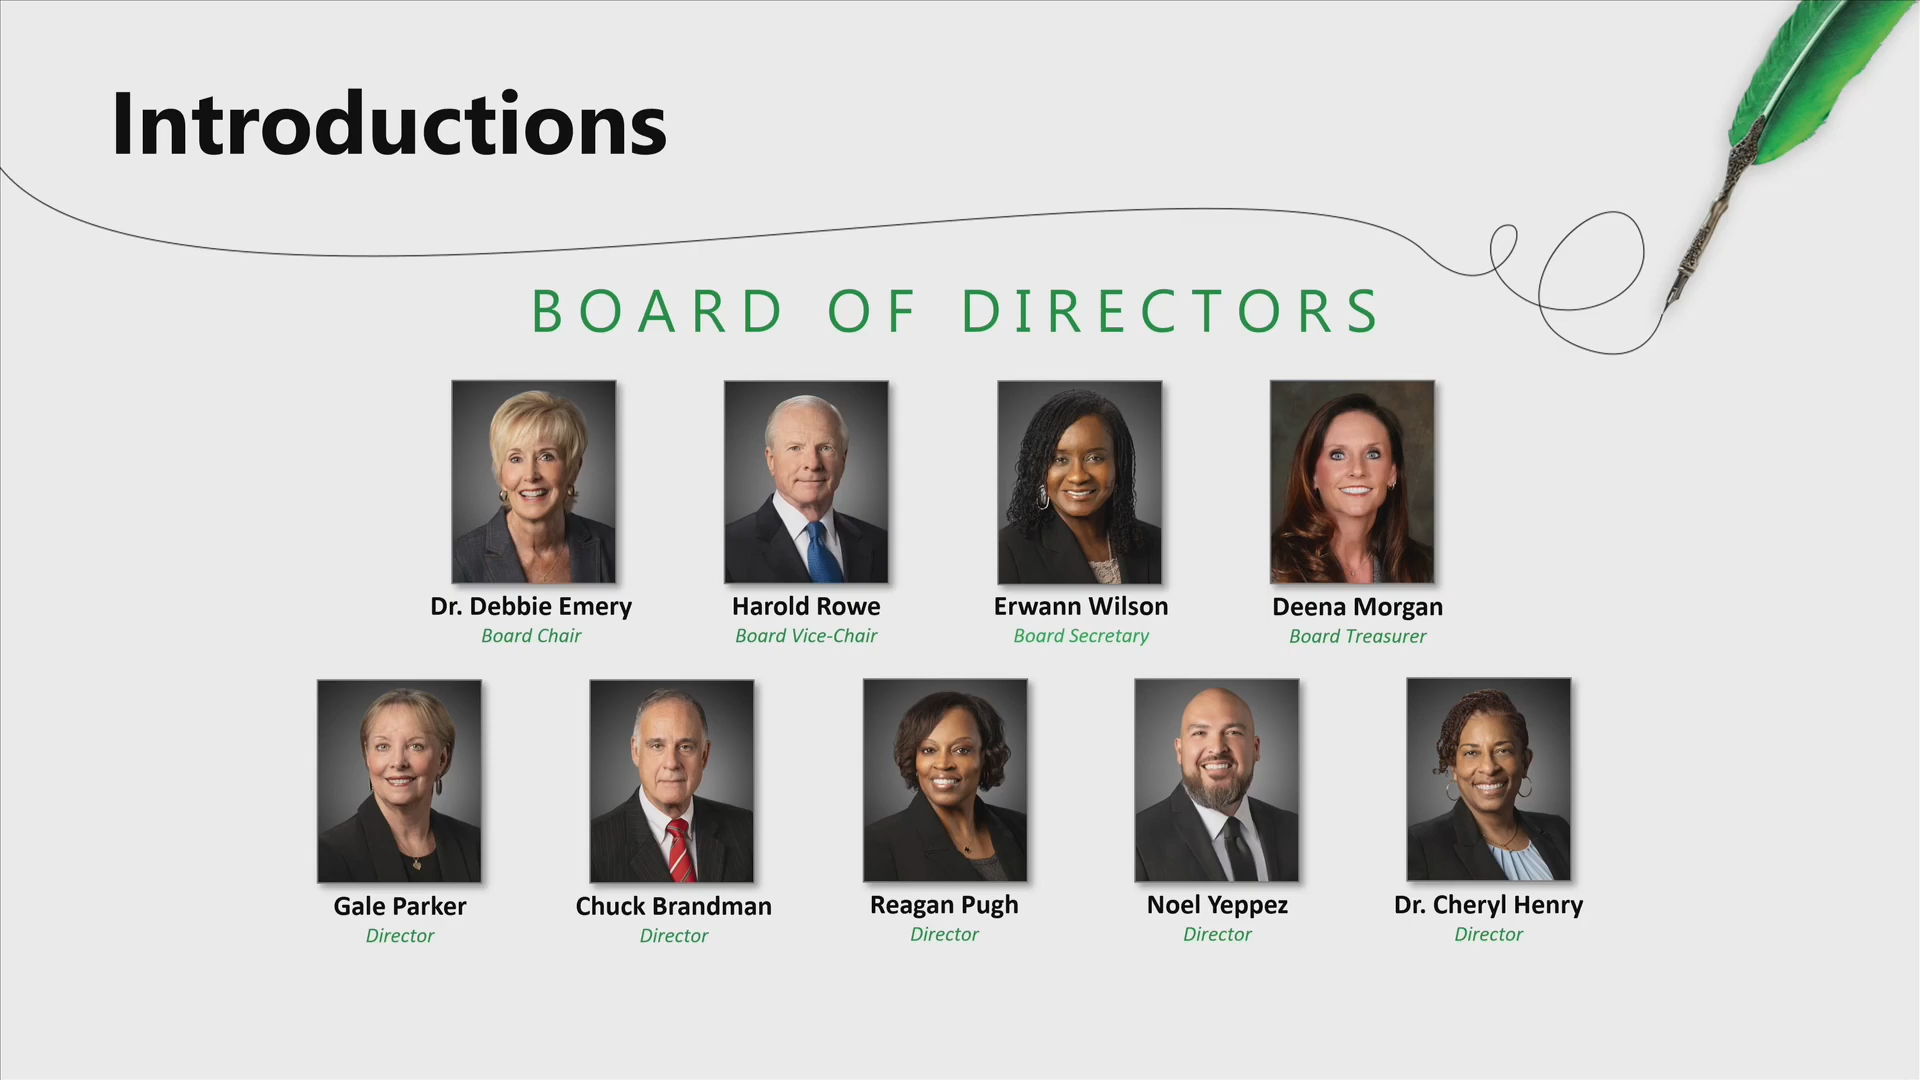 Introductions
BOARD OF DIRECTORS
Dr. Debbie Emery
Board Chair
Harold Rowe
Board Vice-Chair
Erwann Wilson
Board Secretary
Deena Morgan
Board Treasurer
Gale Parker
Director
Chuck Brandman
Director
Reagan Pugh
Director
Noel Yeppez
Director
Dr. Cheryl Henry
Director